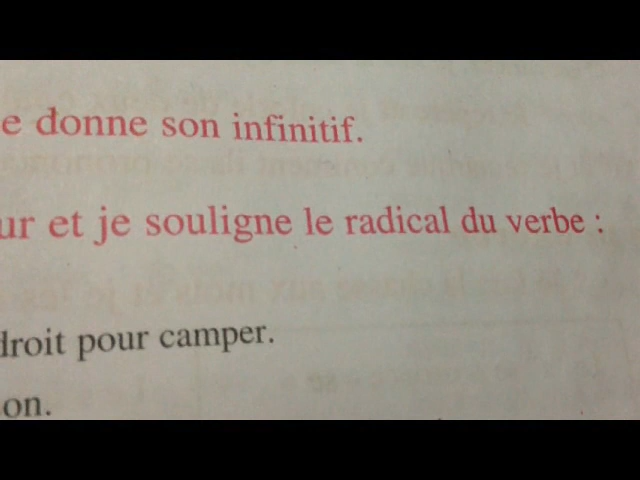 e donne son infinitif.
ur et je souligne le radical du verbe :
droit pour camper.
on.